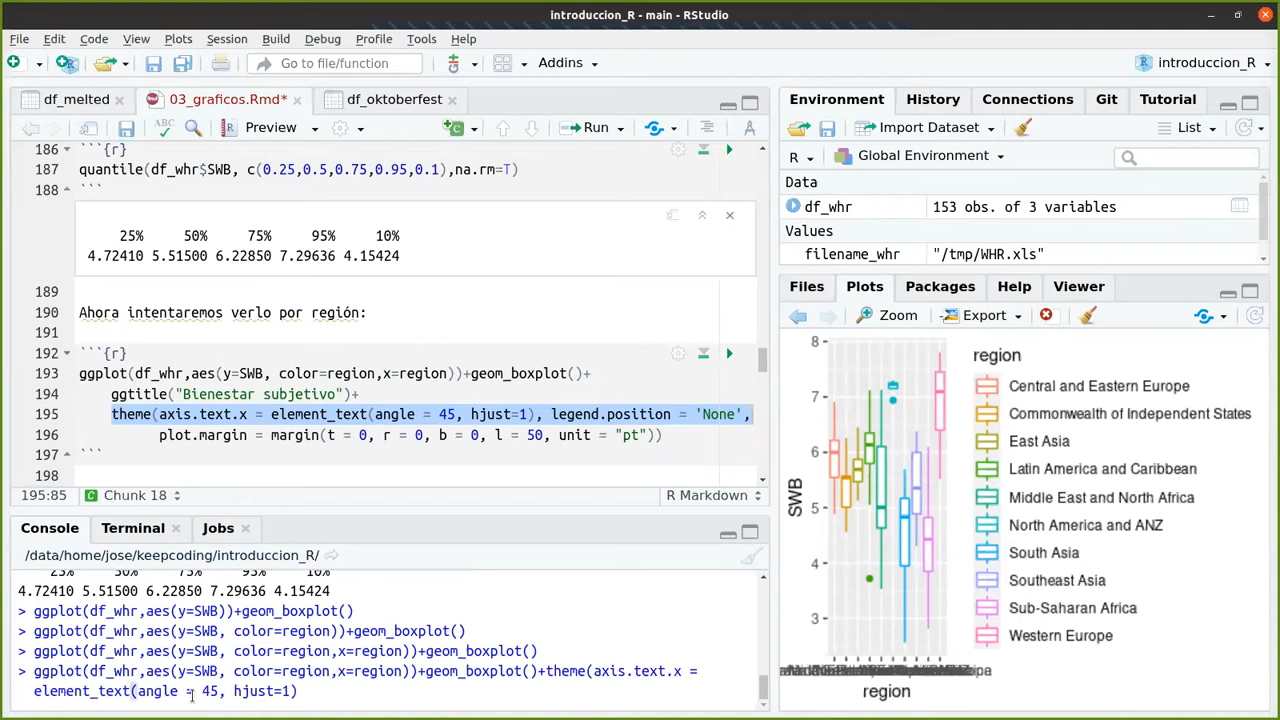 introduccion_R - main - RStudio
File Edit Code View Plots Session Build Debug Profile Tools Help
Go to file/function
Addins
introduccion_R
df_melted
03_graficos.Rmd*
df_oktoberfest
Preview
Run
186 ```{r}
187 quantile(df_whr$SWB, c(0.25,0.5,0.75,0.95,0.1),na.rm=T)
188 ```
25% 50% 75% 95% 10%
4.72410 5.51500 6.22850 7.29636 4.15424
189
190 Ahora intentaremos verlo por región:
191
192 ```{r}
193 ggplot(df_whr,aes(y=SWB, color=region,x=region))+geom_boxplot()+
194 ggtitle("Bienestar subjetivo")+
195 theme(axis.text.x = element_text(angle = 45, hjust=1), legend.position = 'None',
196 plot.margin = margin(t = 0, r = 0, b = 0, l = 50, unit = "pt"))
197 ```
198
195:85 Chunk 18 R Markdown
Console Terminal Jobs
/data/home/jose/keepcoding/introduccion_R/
25% 50% 75% 95% 10%
4.72410 5.51500 6.22850 7.29636 4.15424
> ggplot(df_whr,aes(y=SWB))+geom_boxplot()
> ggplot(df_whr,aes(y=SWB, color=region))+geom_boxplot()
> ggplot(df_whr,aes(y=SWB, color=region,x=region))+geom_boxplot()
> ggplot(df_whr,aes(y=SWB, color=region,x=region))+geom_boxplot()+theme(axis.text.x =
element_text(angle = 45, hjust=1)
Environment History Connections Git Tutorial
Import Dataset
List
R Global Environment
Data
df_whr 153 obs. of 3 variables
Values
filename_whr "/tmp/WHR.xls"
Files Plots Packages Help Viewer
Zoom Export
8
7
6
5
4
3
SWB
region
region
Central and Eastern Europe
Commonwealth of Independent States
East Asia
Latin America and Caribbean
Middle East and North Africa
North America and ANZ
South Asia
Southeast Asia
Sub-Saharan Africa
Western Europe